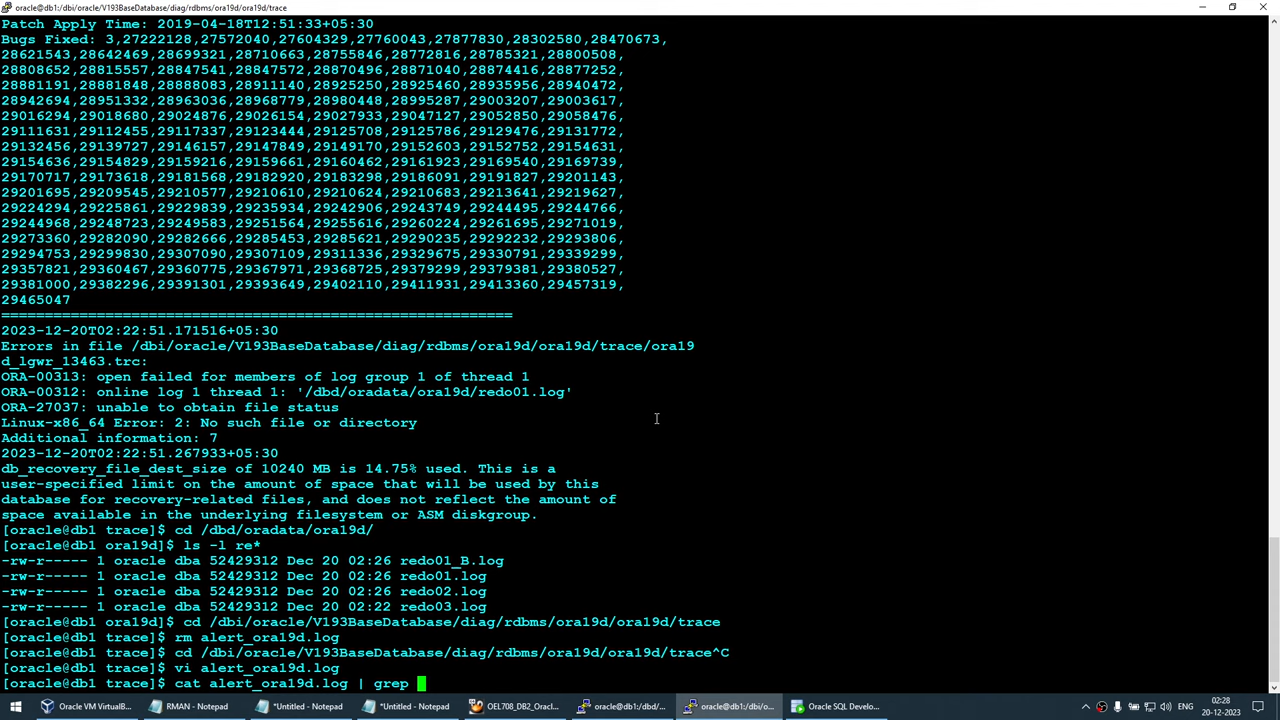 oracle@db1:/dbi/oracle/V193BaseDatabase/diag/rdbms/ora19d/ora19d/trace
Patch Apply Time: 2019-04-18T12:51:33+05:30
Bugs Fixed: 3,27222128,27572040,27604329,27760043,27877830,28302580,28470673,
28621543,28642469,28699321,28710663,28755846,28772816,28785321,28800508,
28808652,28815557,28847541,28847572,28870496,28871040,28874416,28877252,
28881191,28881848,28888083,28911140,28925250,28925460,28935956,28940472,
28942694,28951332,28963036,28968779,28980448,28995287,29003207,29003617,
29016294,29018680,29024876,29026154,29027933,29047127,29052850,29058476,
29111631,29112455,29117337,29123444,29125708,29125786,29129476,29131772,
29132456,29139727,29146157,29147849,29149170,29152603,29152752,29154631,
29154636,29154829,29159216,29159661,29160462,29161923,29169540,29169739,
29170717,29173618,29181568,29182920,29183298,29186091,29191827,29201143,
29201695,29209545,29210577,29210610,29210624,29210683,29213641,29219627,
29224294,29225861,29229839,29235934,29242906,29243749,29244495,29244766,
29244968,29248723,29249583,29251564,29255616,29260224,29261695,29271019,
29273360,29282090,29282666,29285453,29285621,29290235,29292232,29293806,
29294753,29299830,29307090,29307109,29311336,29329675,29330791,29339299,
29357821,29360467,29360775,29367971,29368725,29379299,29379381,29380527,
29381000,29382296,29391301,29393649,29402110,29411931,29413360,29457319,
29465047
===========================================================
2023-12-20T02:22:51.171516+05:30
Errors in file /dbi/oracle/V193BaseDatabase/diag/rdbms/ora19d/ora19d/trace/ora19
d_lgwr_13463.trc:
ORA-00313: open failed for members of log group 1 of thread 1
ORA-00312: online log 1 thread 1: '/dbd/oradata/ora19d/redo01.log'
ORA-27037: unable to obtain file status
Linux-x86_64 Error: 2: No such file or directory
Additional information: 7
2023-12-20T02:22:51.267933+05:30
db_recovery_file_dest_size of 10240 MB is 14.75% used. This is a
user-specified limit on the amount of space that will be used by this
database for recovery-related files, and does not reflect the amount of
space available in the underlying filesystem or ASM diskgroup.
[oracle@db1 trace]$ cd /dbd/oradata/ora19d/
[oracle@db1 ora19d]$ ls -l re*
-rw-r----- 1 oracle dba 52429312 Dec 20 02:26 redo01_B.log
-rw-r----- 1 oracle dba 52429312 Dec 20 02:26 redo01.log
-rw-r----- 1 oracle dba 52429312 Dec 20 02:26 redo02.log
-rw-r----- 1 oracle dba 52429312 Dec 20 02:22 redo03.log
[oracle@db1 ora19d]$ cd /dbi/oracle/V193BaseDatabase/diag/rdbms/ora19d/ora19d/trace
[oracle@db1 trace]$ rm alert_ora19d.log
[oracle@db1 trace]$ cd /dbi/oracle/V193BaseDatabase/diag/rdbms/ora19d/ora19d/trace^C
[oracle@db1 trace]$ vi alert_ora19d.log
[oracle@db1 trace]$ cat alert_ora19d.log | grep
Oracle VM VirtualB... RMAN - Notepad *Untitled - Notepad *Untitled - Notepad OEL708_DB2_Oracl... oracle@db1:/dbd/... oracle@db1:/dbi/o... Oracle SQL Develo... ENG 02:28
20-12-2023